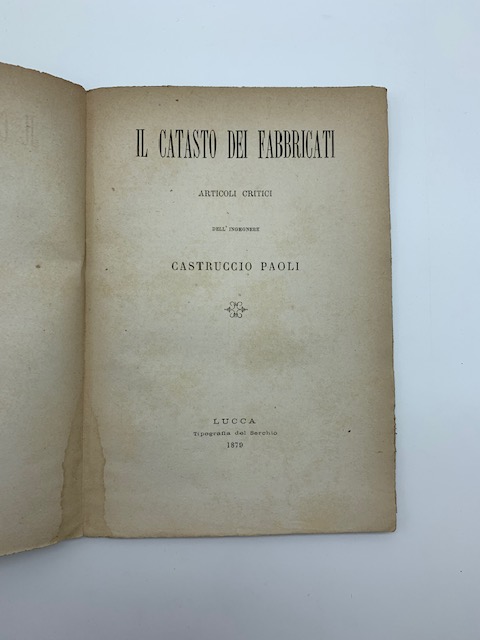 IL CATASTO DEI FABBRICATI
ARTICOLI CRITICI
DELL'INGEGNERE
CASTRUCCIO PAOLI
LUCCA
Tipografia del Serchio
1879